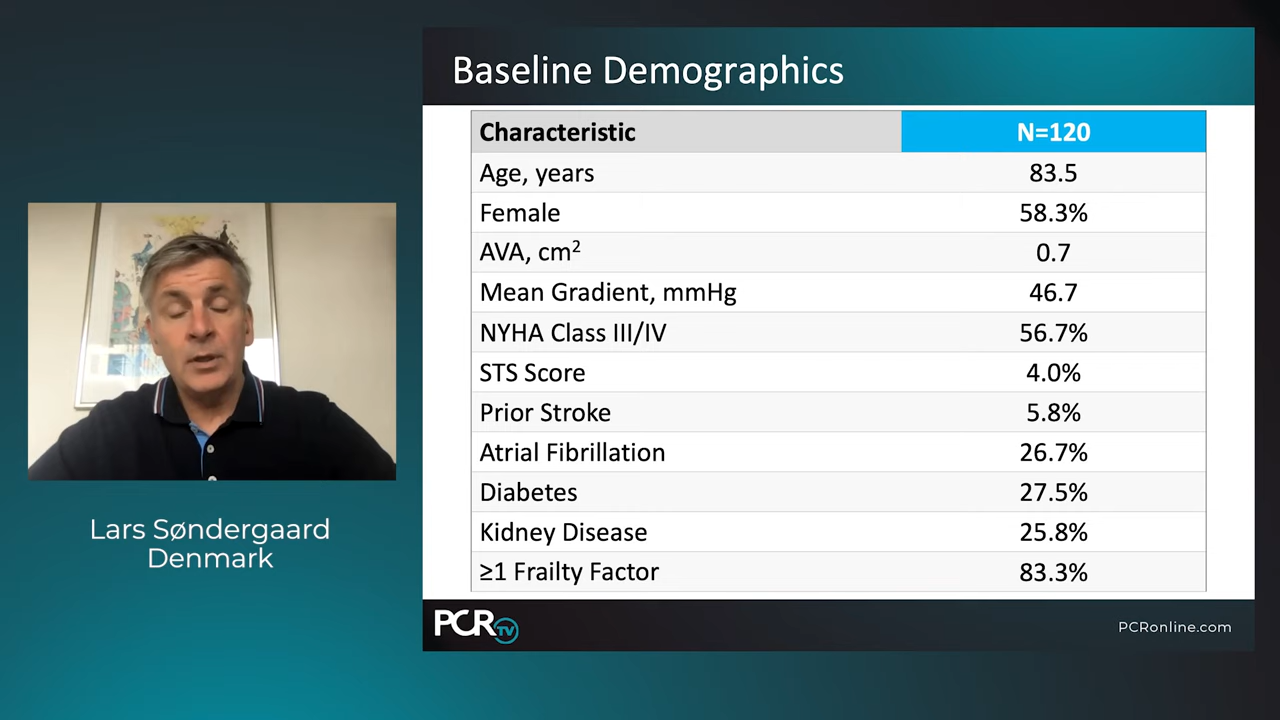 Baseline Demographics
Characteristic N=120
Age, years 83.5
Female 58.3%
AVA, cm² 0.7
Mean Gradient, mmHg 46.7
NYHA Class III/IV 56.7%
STS Score 4.0%
Prior Stroke 5.8%
Atrial Fibrillation 26.7%
Diabetes 27.5%
Kidney Disease 25.8%
≥1 Frailty Factor 83.3%
Lars Søndergaard
Denmark
PCR TV
PCRonline.com